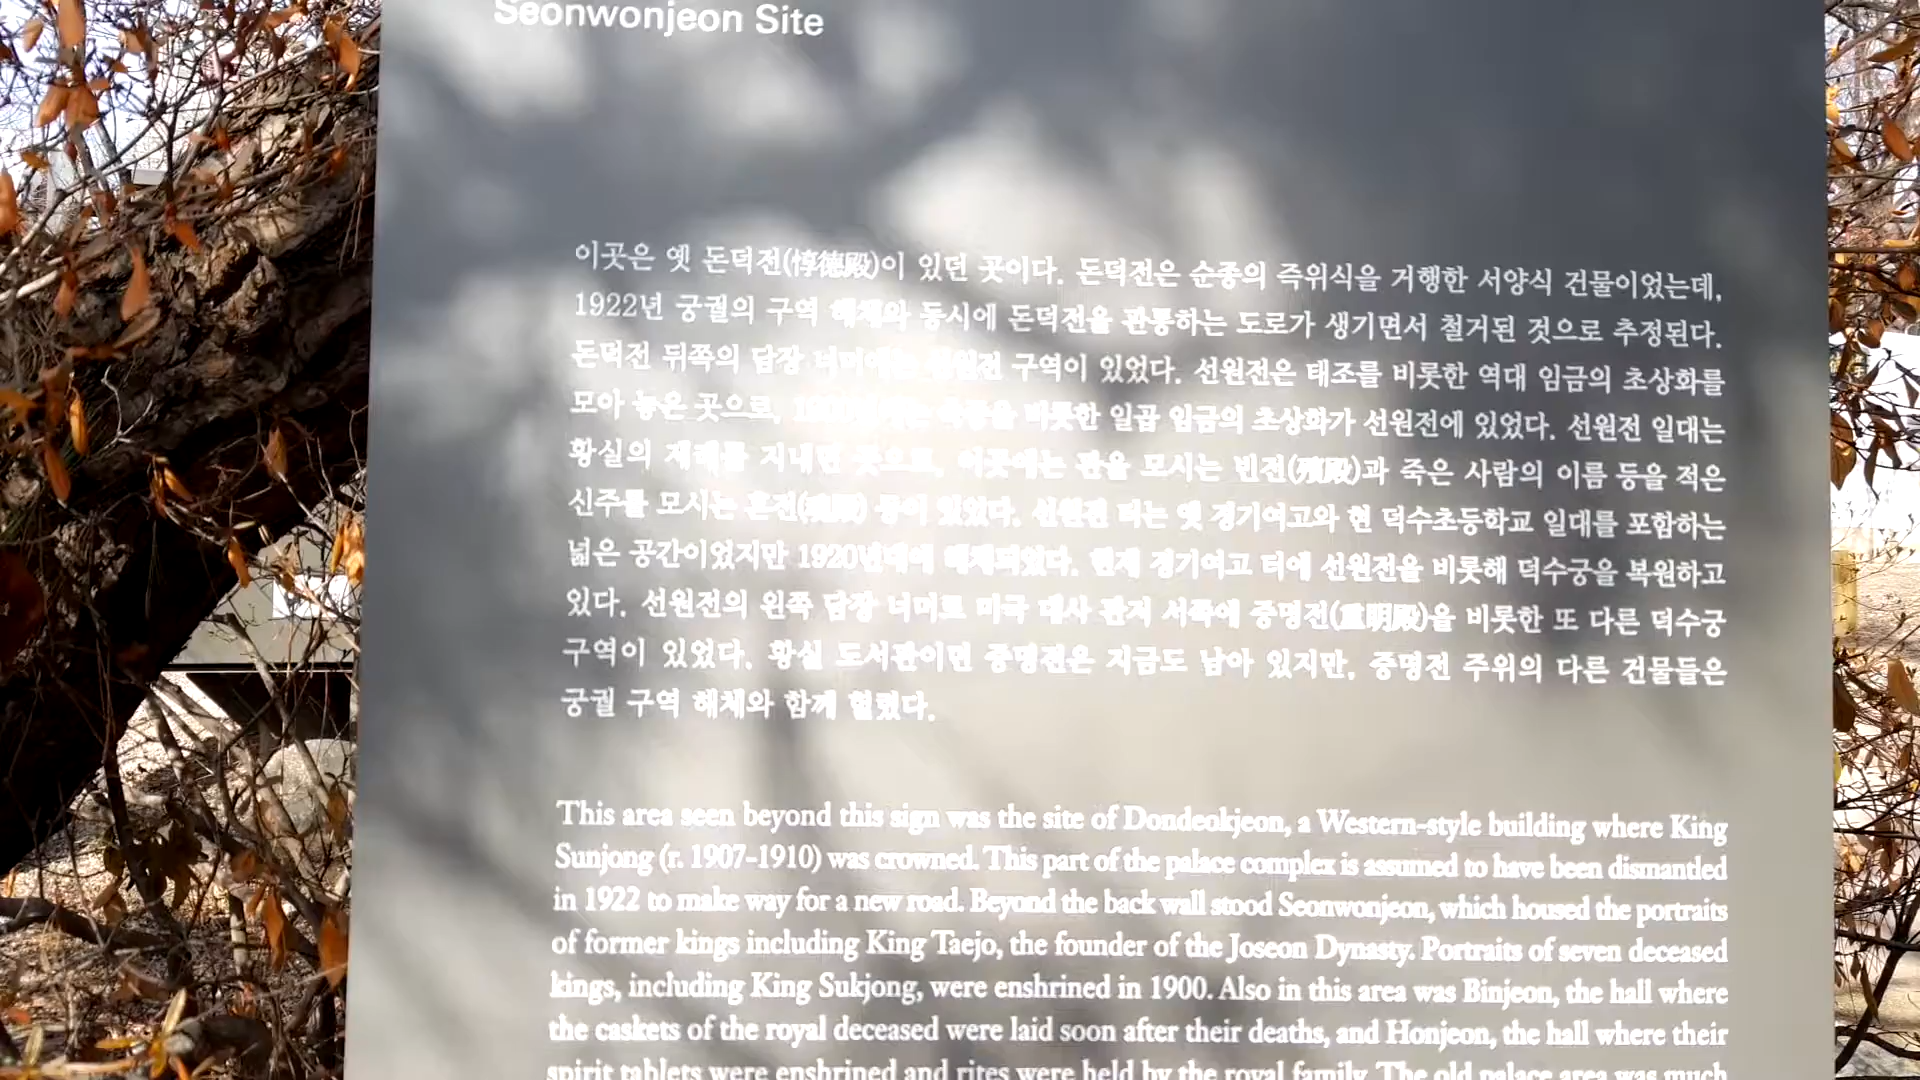 Seonwonjeon Site
이곳은 옛 돈덕전(惇德殿)이 있던 곳이다. 돈덕전은 순종의 즉위식을 거행한 서양식 건물이었는데,
1922년 궁궐의 구역 해체와 동시에 돈덕전을 관통하는 도로가 생기면서 철거된 것으로 추정된다.
돈덕전 뒤쪽의 담장 너머에는 선원전 구역이 있었다. 선원전은 태조를 비롯한 역대 임금의 초상화를
모아 놓은 곳으로, 비롯한 일곱 임금의 초상화가 선원전에 있었다. 선원전 일대는
황실의 제례를 지내던 곳으로, 이곳에는 관을 모시는 빈전(殯殿)과 죽은 사람의 이름 등을 적은
신주를 모시는 혼전(魂殿) 등이 있었다. 선원전 터는 옛 경기여고와 현 덕수초등학교 일대를 포함하는
넓은 공간이었지만 1920년대에 해체되었다. 현재 경기여고 터에 선원전을 비롯해 덕수궁을 복원하고
있다. 선원전의 왼쪽 담장 너머로 미국 대사 관저 서쪽에 중명전(重明殿)을 비롯한 또 다른 덕수궁
구역이 있었다. 황실 도서관이던 중명전은 지금도 남아 있지만, 중명전 주위의 다른 건물들은
궁궐 구역 해체와 함께 헐렸다.
This area seen beyond this sign was the site of Dondeokjeon, a Western-style building where King
Sunjong (r. 1907-1910) was crowned. This part of the palace complex is assumed to have been dismantled
in 1922 to make way for a new road. Beyond the back wall stood Seonwonjeon, which housed the portraits
of former kings including King Taejo, the founder of the Joseon Dynasty. Portraits of seven deceased
kings, including King Sukjong, were enshrined in 1900. Also in this area was Binjeon, the hall where
the caskets of the royal deceased were laid soon after their deaths, and Honjeon, the hall where their
spirit tablets were enshrined and rites were held by the royal family. The old palace area was much